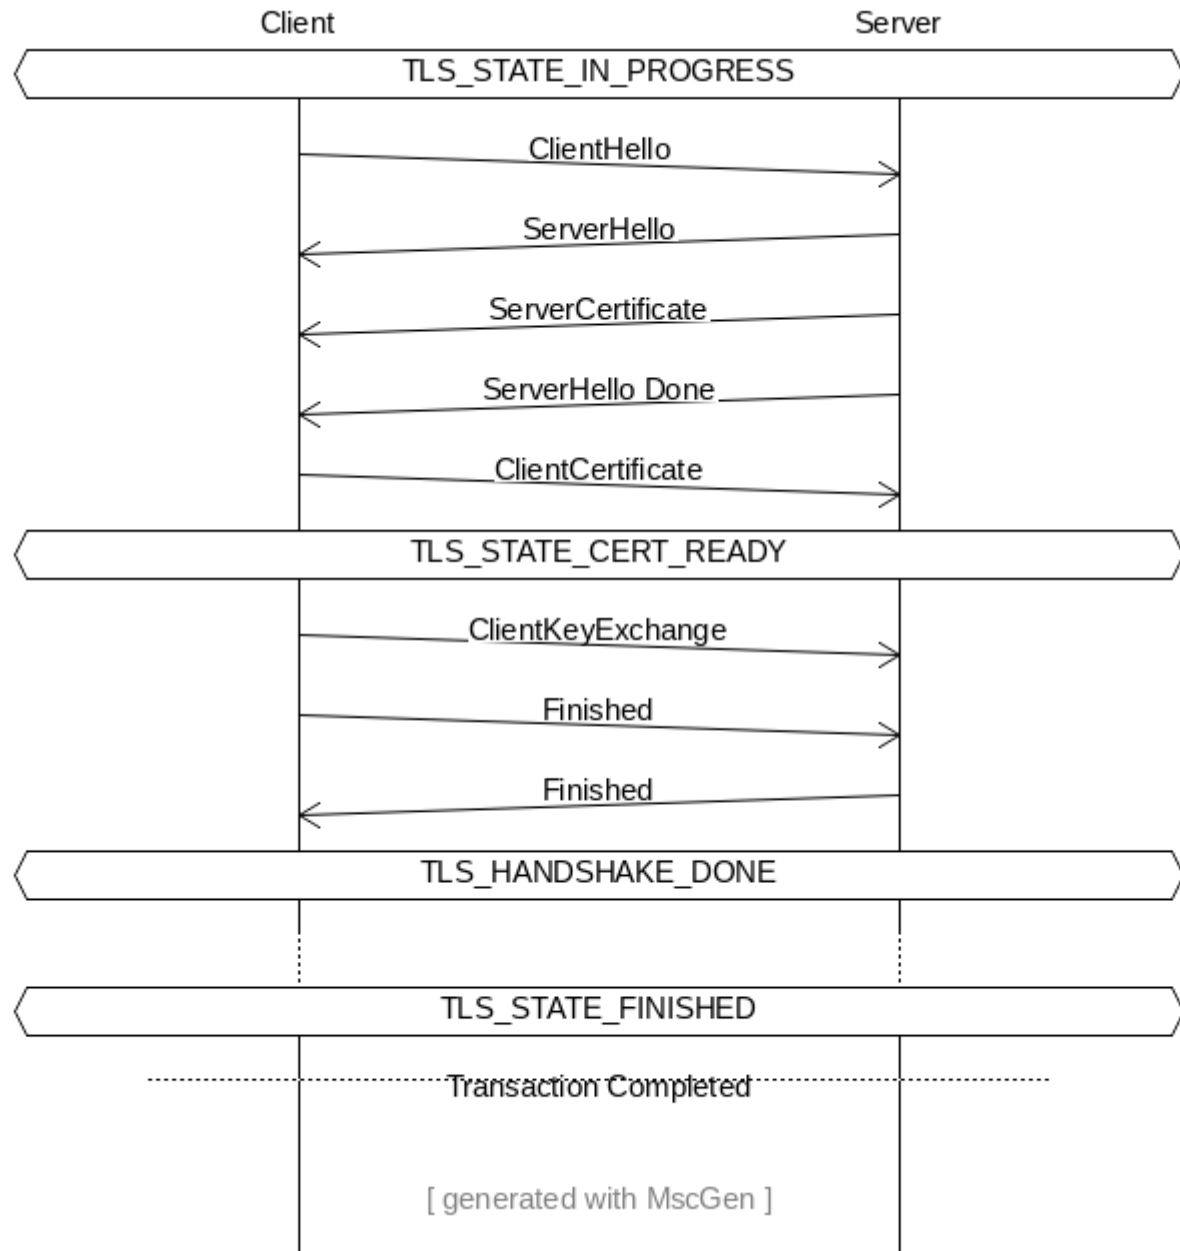 Client Server
TLS_STATE_IN_PROGRESS
ClientHello
ServerHello
ServerCertificate
ServerHello Done
ClientCertificate
TLS_STATE_CERT_READY
ClientKeyExchange
Finished
Finished
TLS_HANDSHAKE_DONE
TLS_STATE_FINISHED
Transaction Completed
[ generated with MscGen ]